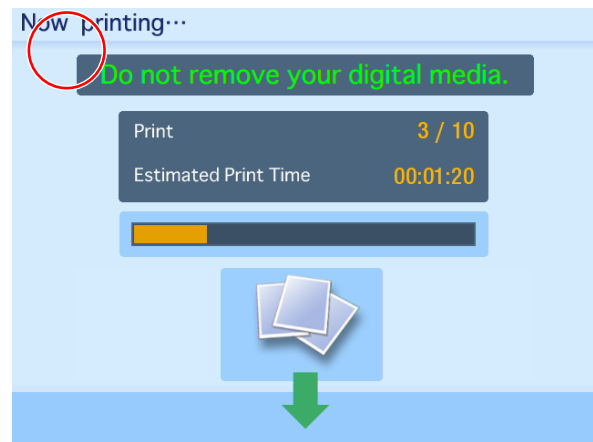 Now printing…
Do not remove your digital media.
Print 3 / 10
Estimated Print Time 00:01:20